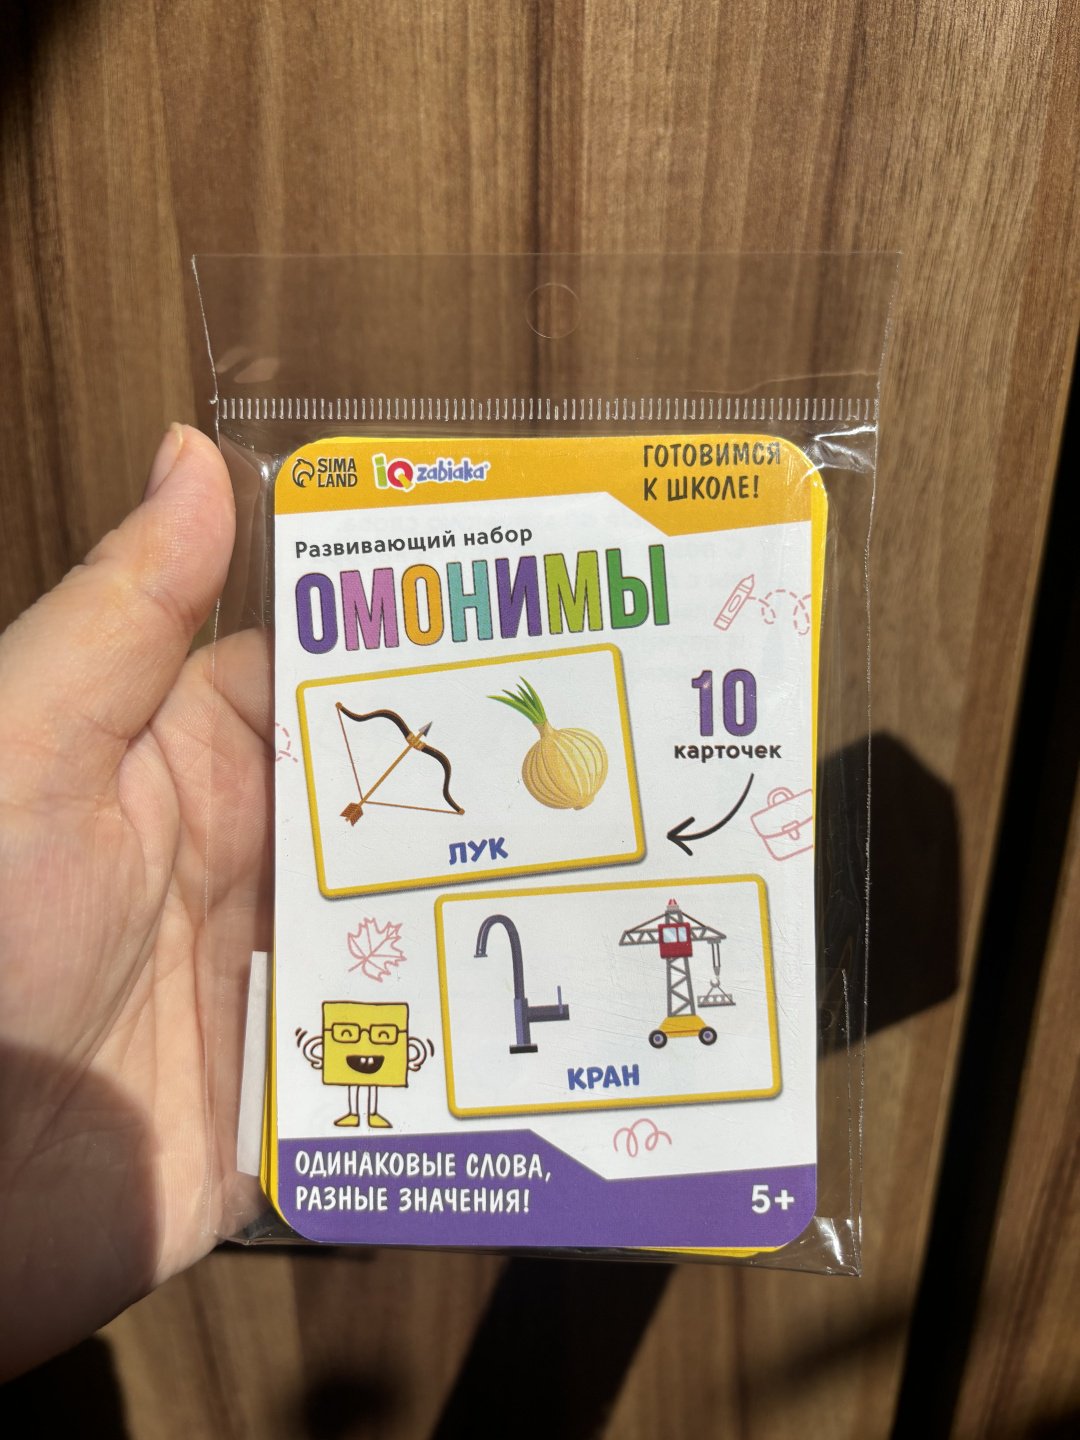 SIMA
LAND
iQ zabiaka®
ГОТОВИМСЯ
К ШКОЛЕ!
Развивающий набор
ОМОНИМЫ
10
карточек
ЛУК
КРАН
ОДИНАКОВЫЕ СЛОВА,
РАЗНЫЕ ЗНАЧЕНИЯ!
5+